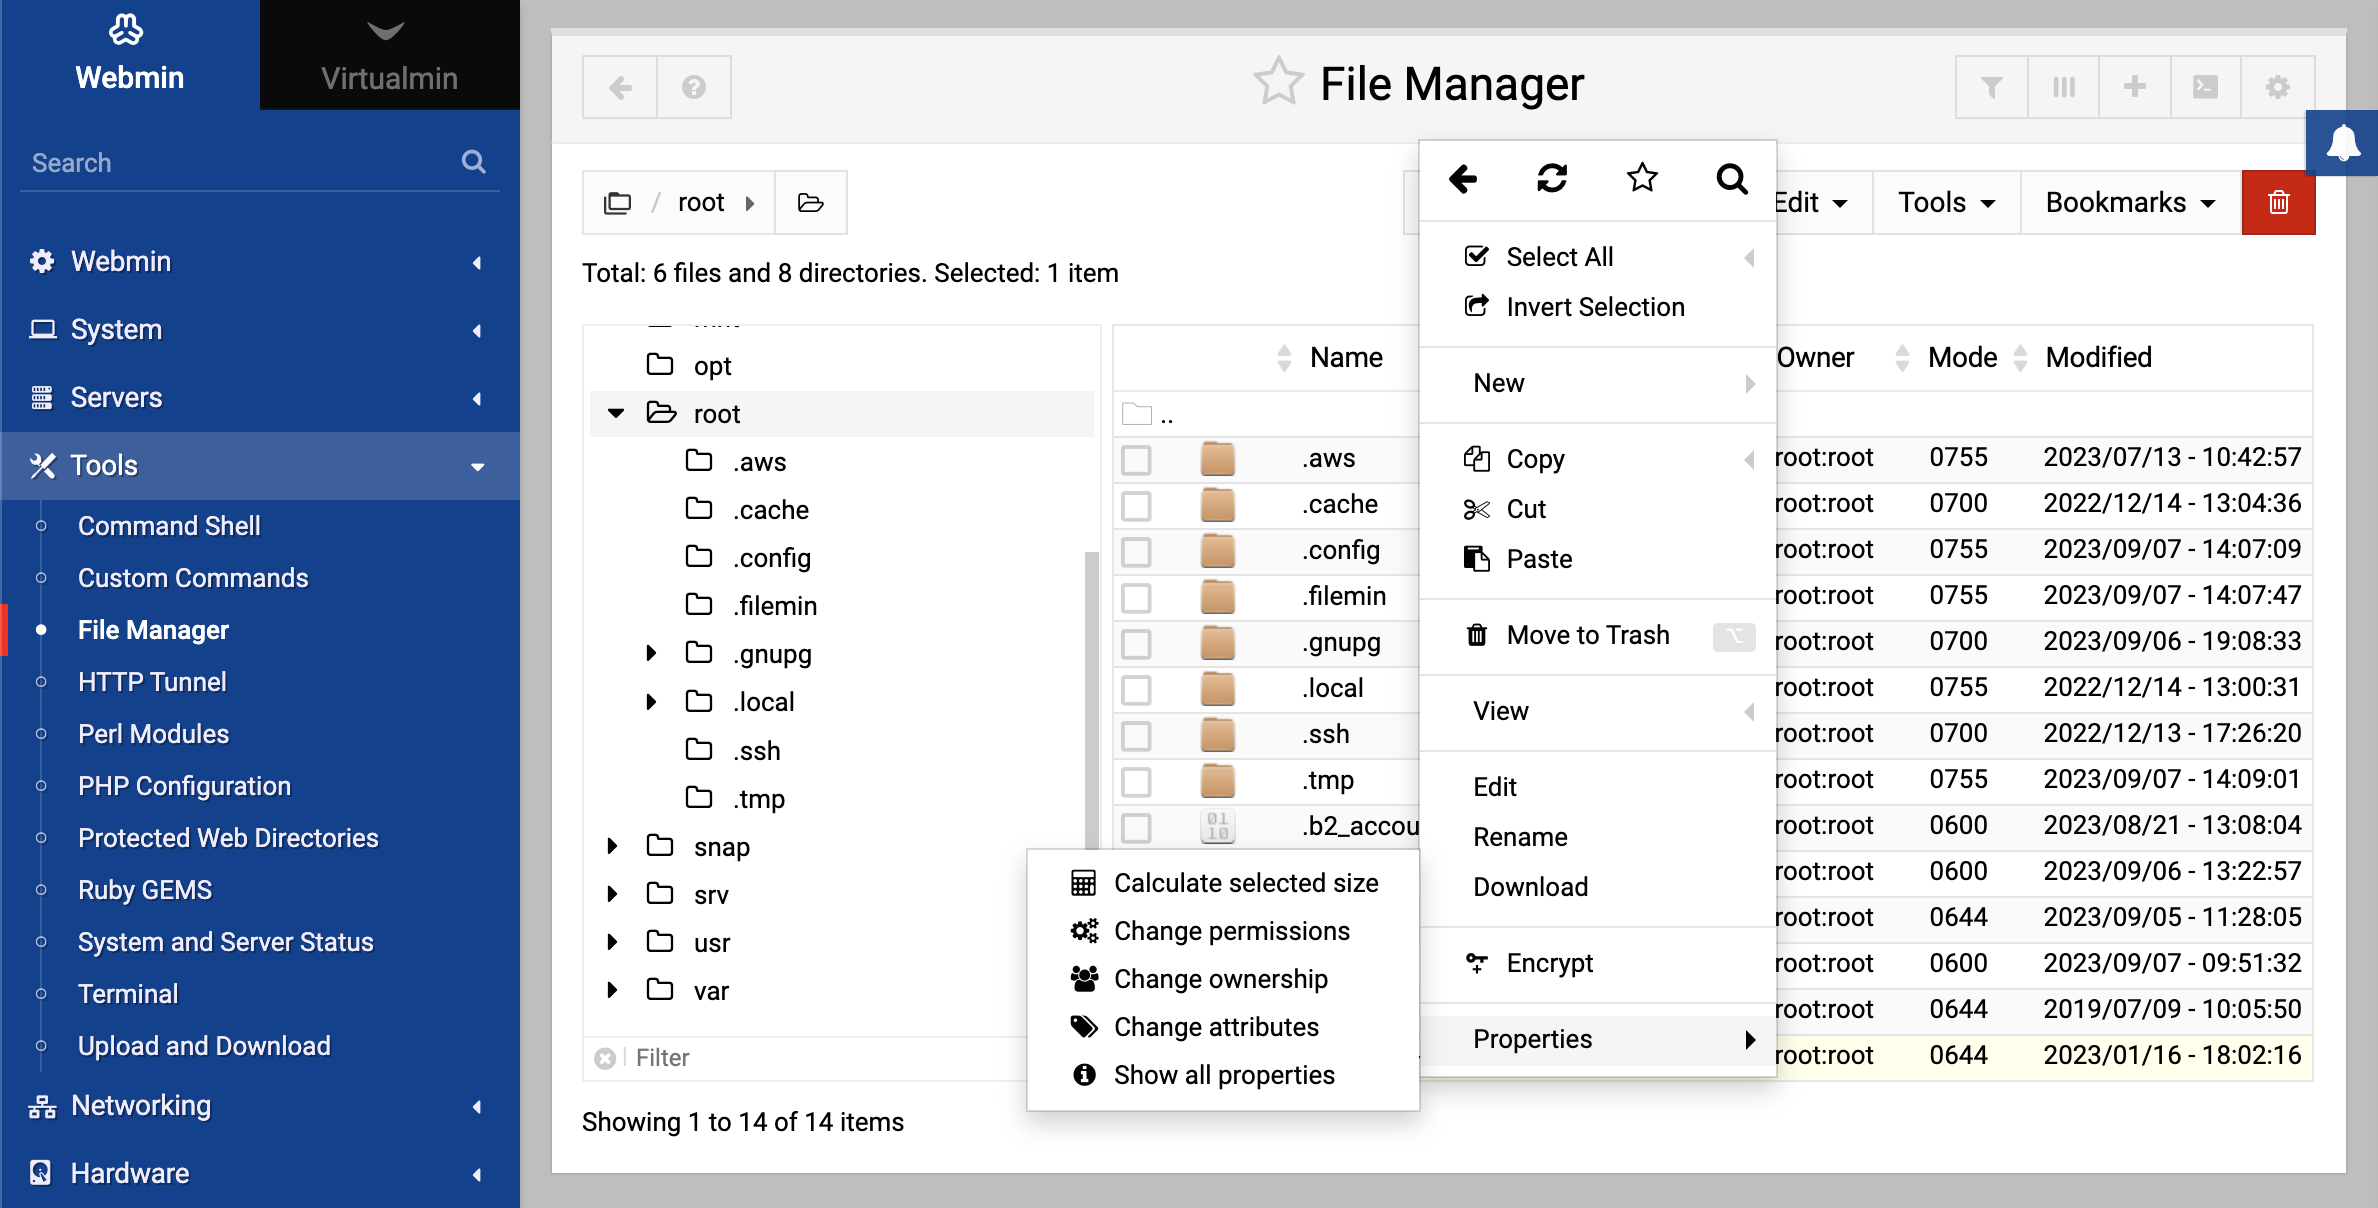 Webmin
Virtualmin
Search
Webmin
System
Servers
Tools
Command Shell
Custom Commands
File Manager
HTTP Tunnel
Perl Modules
PHP Configuration
Protected Web Directories
Ruby GEMS
System and Server Status
Terminal
Upload and Download
Networking
Hardware
File Manager
/ root
Edit
Tools
Bookmarks
Total: 6 files and 8 directories. Selected: 1 item
opt
root
.aws
.cache
.config
.filemin
.gnupg
.local
.ssh
.tmp
snap
srv
usr
var
Filter
Showing 1 to 14 of 14 items
Name Owner Mode Modified
..
.aws root:root 0755 2023/07/13 - 10:42:57
.cache root:root 0700 2022/12/14 - 13:04:36
.config root:root 0755 2023/09/07 - 14:07:09
.filemin root:root 0755 2023/09/07 - 14:07:47
.gnupg root:root 0700 2023/09/06 - 19:08:33
.local root:root 0755 2022/12/14 - 13:00:31
.ssh root:root 0700 2022/12/13 - 17:26:20
.tmp root:root 0755 2023/09/07 - 14:09:01
.b2_accou root:root 0600 2023/08/21 - 13:08:04
root:root 0600 2023/09/06 - 13:22:57
root:root 0644 2023/09/05 - 11:28:05
root:root 0600 2023/09/07 - 09:51:32
root:root 0644 2019/07/09 - 10:05:50
root:root 0644 2023/01/16 - 18:02:16
Select All
Invert Selection
New
Copy
Cut
Paste
Move to Trash ⌥
View
Edit
Rename
Download
Encrypt
Properties
Calculate selected size
Change permissions
Change ownership
Change attributes
Show all properties